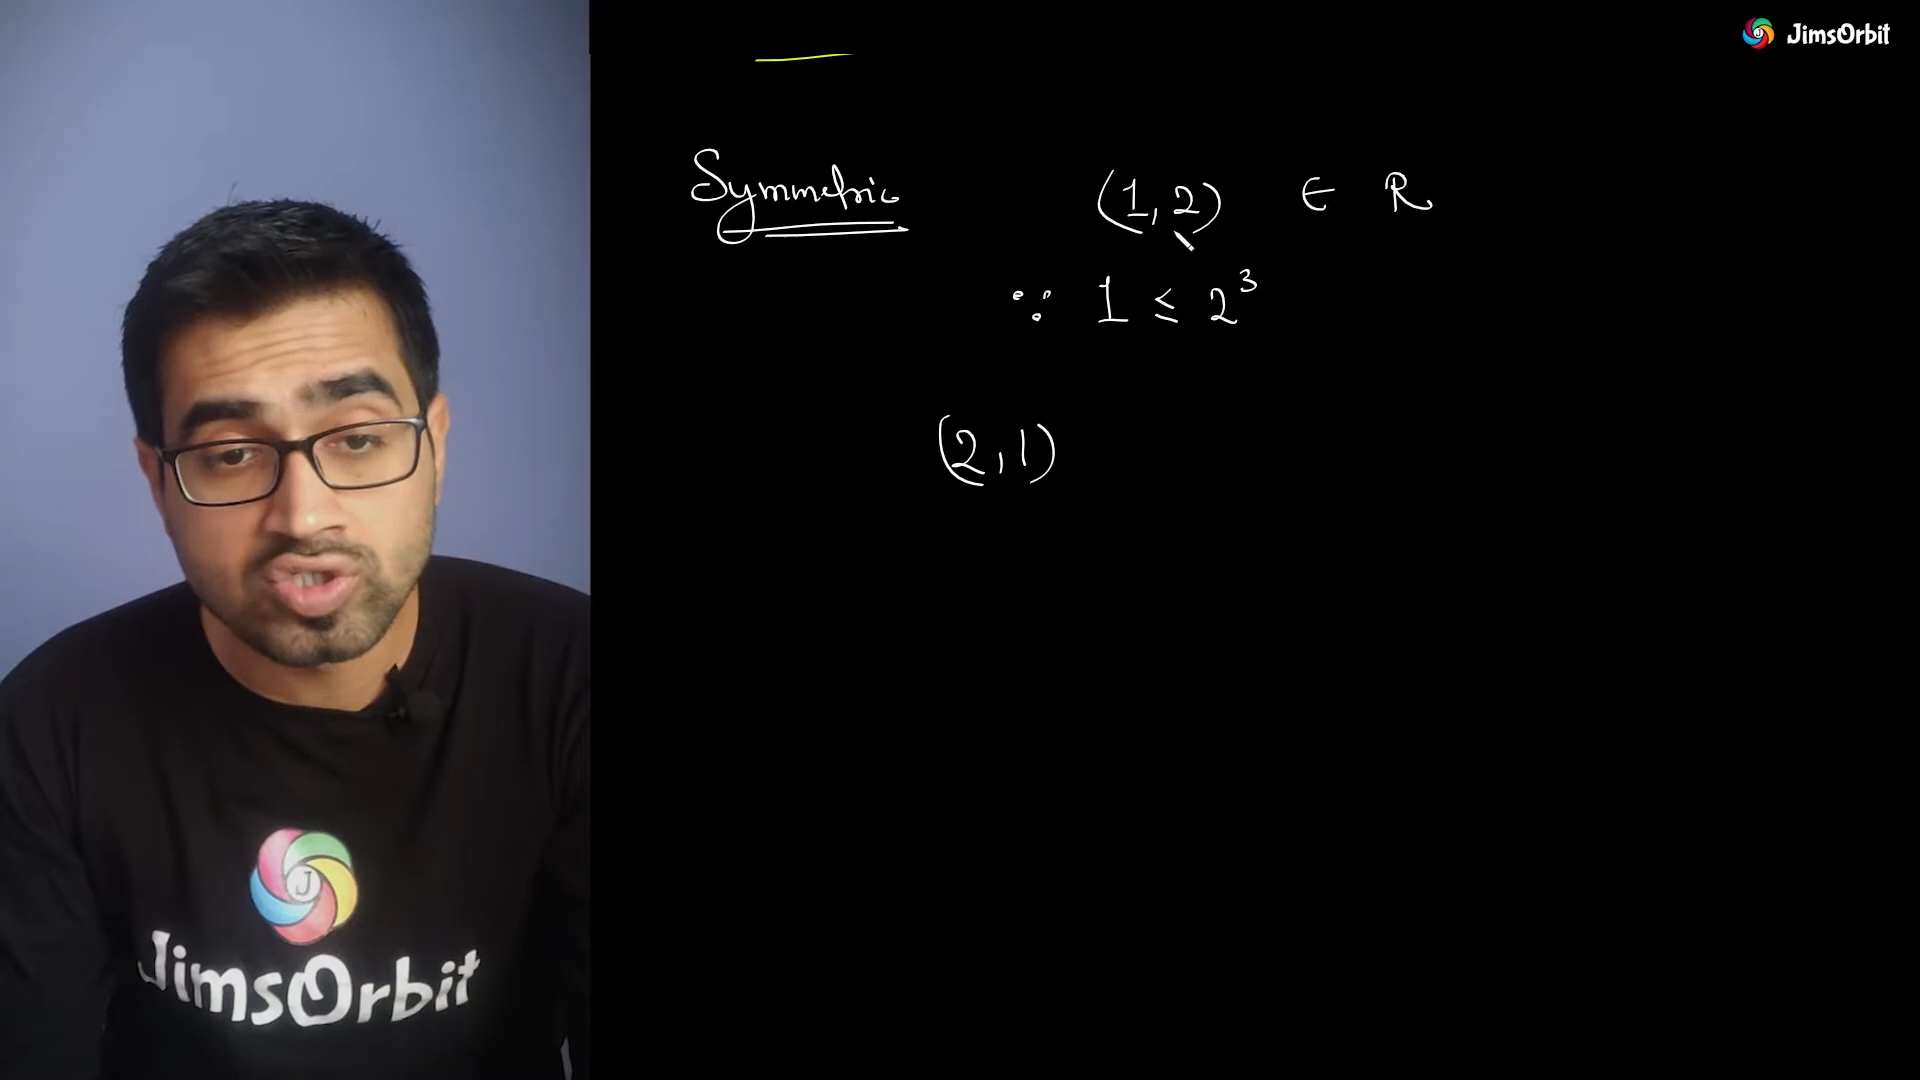 JimsOrbit
Symmetric (1, 2) ∈ R
∵ 1 ≤ 2³
(2, 1)
J
JimsOrbit